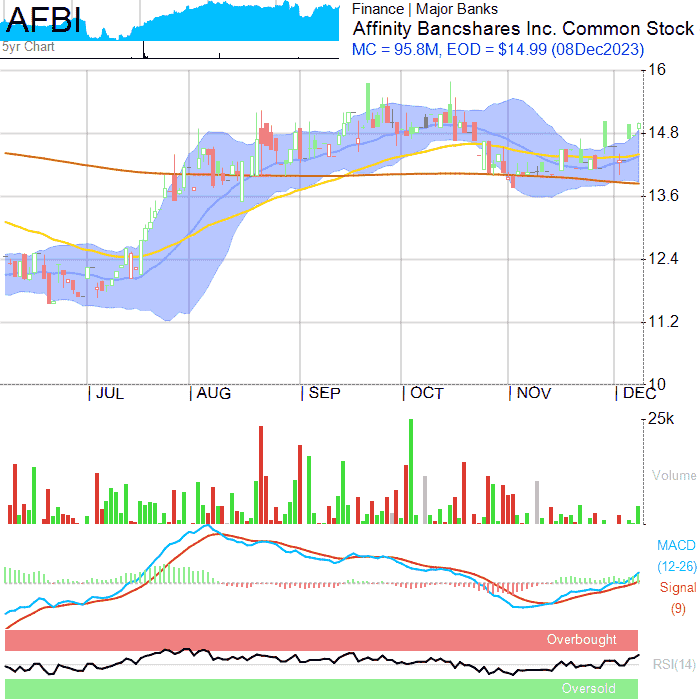 AFBI
5yr Chart
Finance | Major Banks
Affinity Bancshares Inc. Common Stock
MC = 95.8M, EOD = $14.99 (08Dec2023)
16
14.8
13.6
12.4
11.2
10
JUL AUG SEP OCT NOV DEC
25k
Volume
MACD
(12-26)
Signal
(9)
Overbought
RSI(14)
Oversold